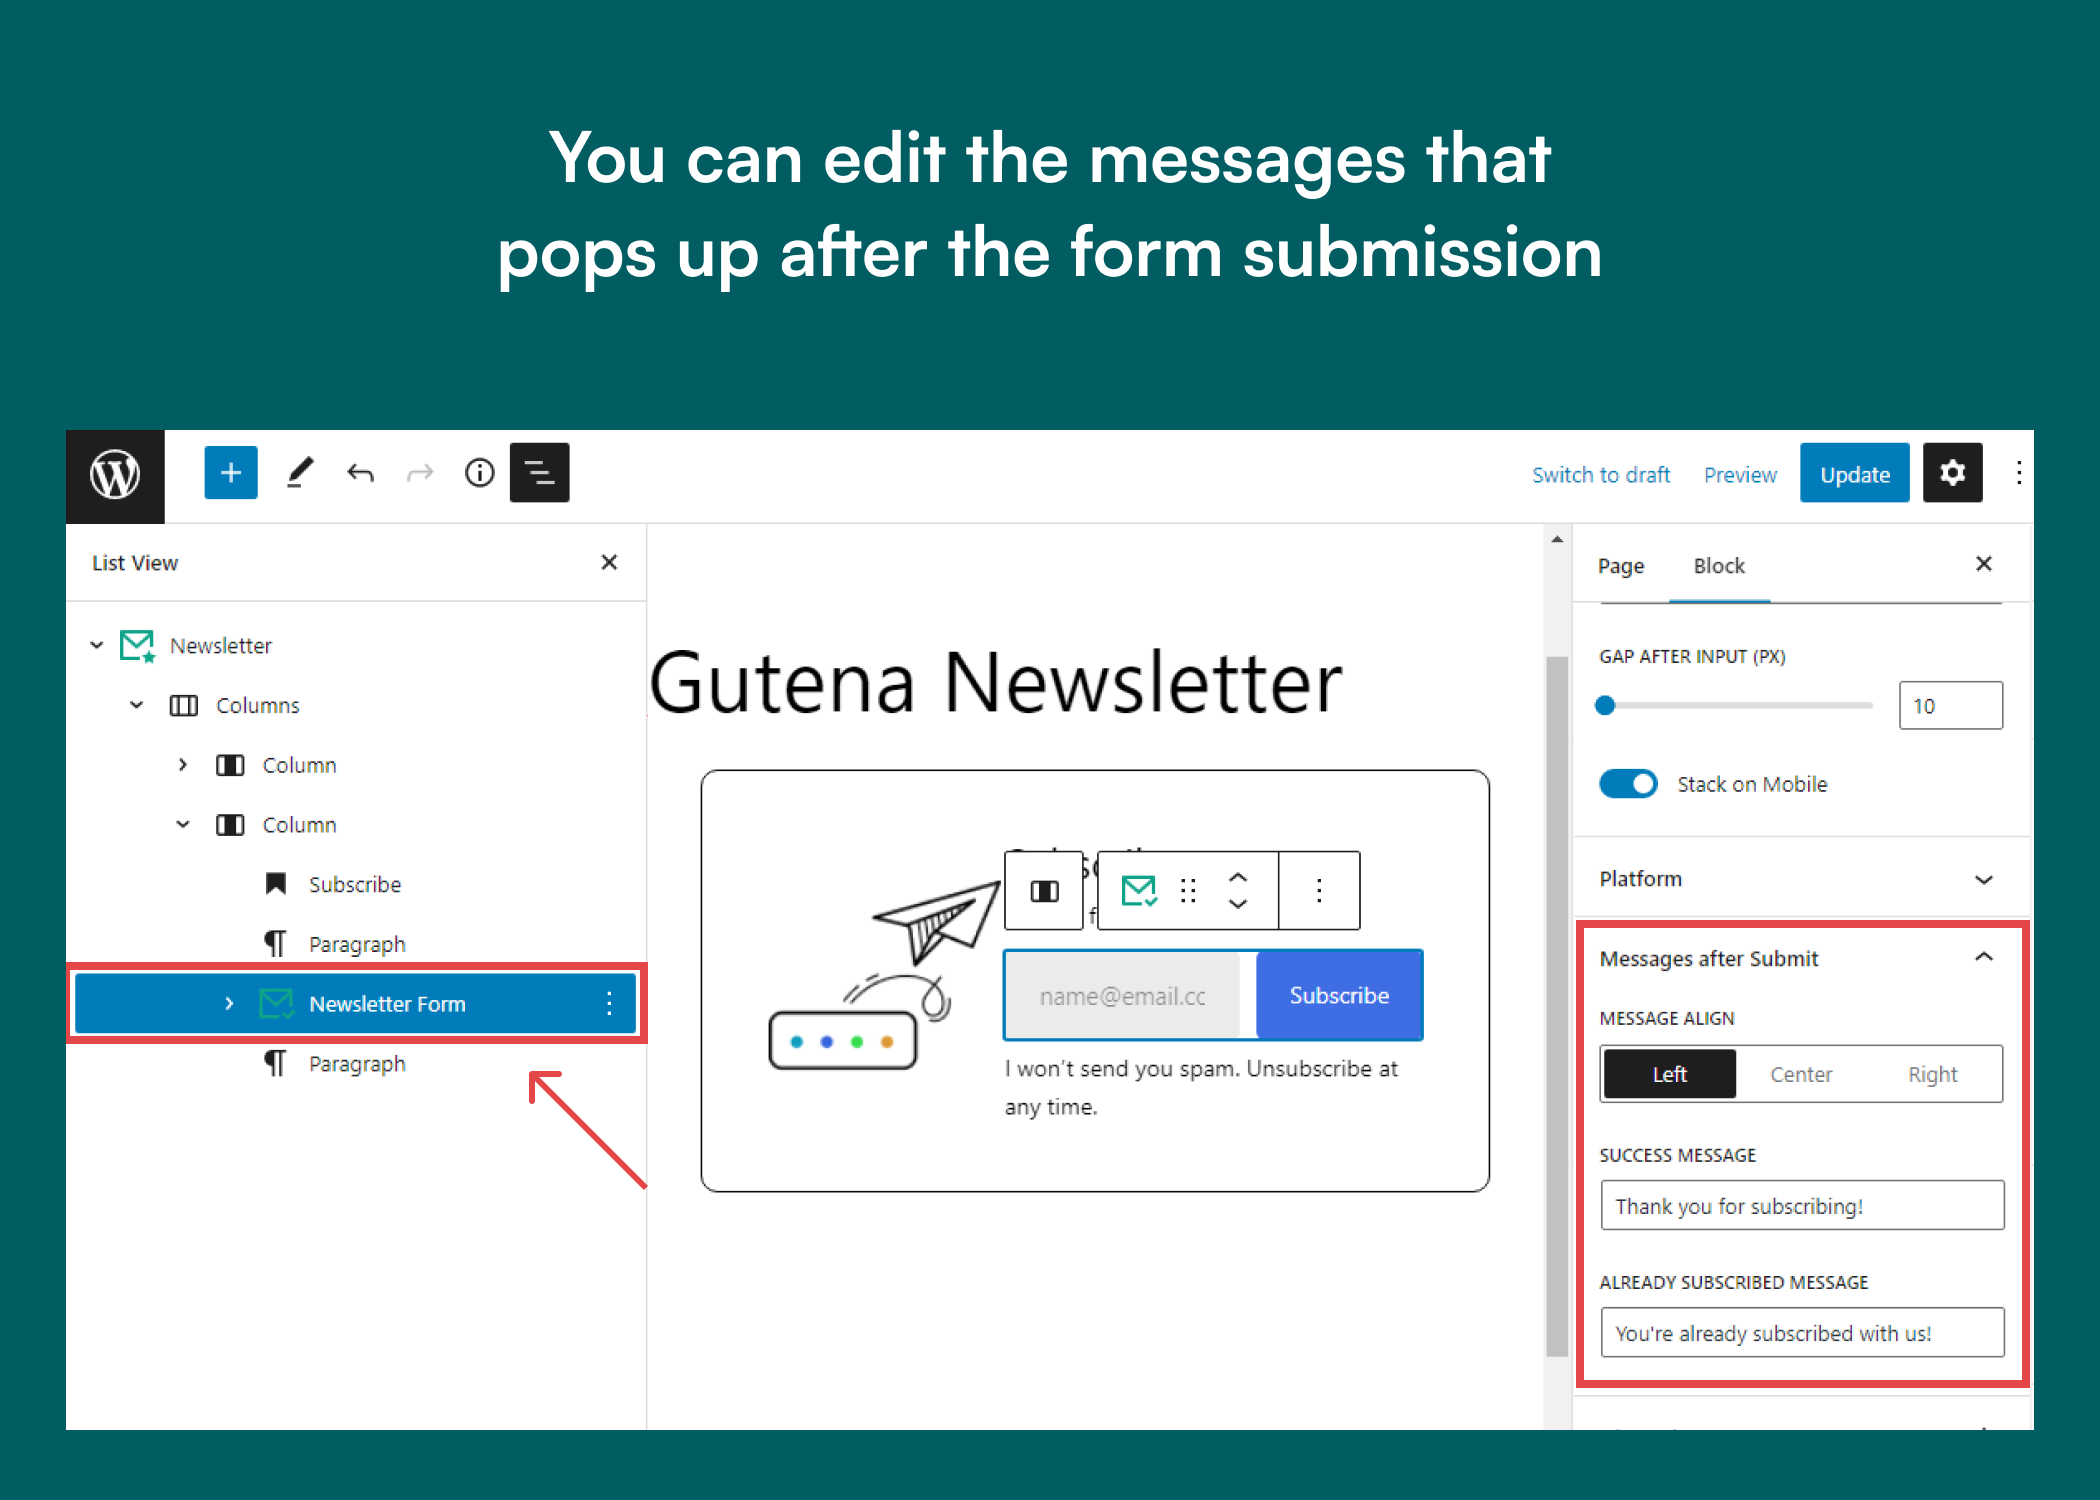 You can edit the messages that
pops up after the form submission
Switch to draft
Preview
Update
List View
Newsletter
Columns
Column
Column
Subscribe
Paragraph
Newsletter Form
Paragraph
Gutena Newsletter
name@email.cc
Subscribe
I won't send you spam. Unsubscribe at
any time.
Page
Block
GAP AFTER INPUT (PX)
10
Stack on Mobile
Platform
Messages after Submit
MESSAGE ALIGN
Left
Center
Right
SUCCESS MESSAGE
Thank you for subscribing!
ALREADY SUBSCRIBED MESSAGE
You're already subscribed with us!